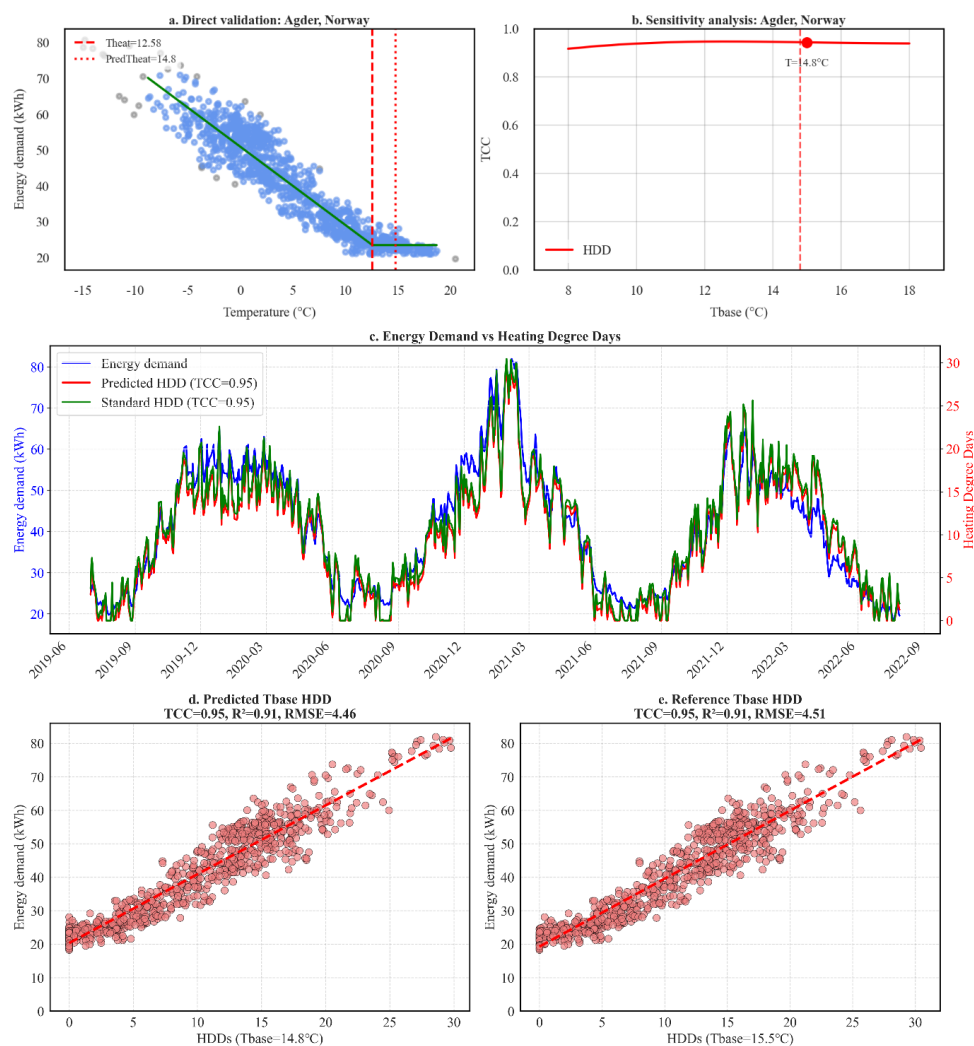 a. Direct validation: Agder, Norway
Theat=12.58
PredTheat=14.8
80
70
60
50
40
30
20
Energy demand (kWh)
-15 -10 -5 0 5 10 15 20
Temperature (°C)
b. Sensitivity analysis: Agder, Norway
1.0
0.8
0.6
0.4
0.2
0.0
TCC
T=14.8°C
HDD
8 10 12 14 16 18
Tbase (°C)
c. Energy Demand vs Heating Degree Days
Energy demand
Predicted HDD (TCC=0.95)
Standard HDD (TCC=0.95)
80
70
60
50
40
30
20
Energy demand (kWh)
30
25
20
15
10
5
0
Heating Degree Days
2019-06 2019-09 2019-12 2020-03 2020-06 2020-09 2020-12 2021-03 2021-06 2021-09 2021-12 2022-03 2022-06 2022-09
d. Predicted Tbase HDD
TCC=0.95, R²=0.91, RMSE=4.46
80
70
60
50
40
30
20
10
0
Energy demand (kWh)
0 5 10 15 20 25 30
HDDs (Tbase=14.8°C)
e. Reference Tbase HDD
TCC=0.95, R²=0.91, RMSE=4.51
80
70
60
50
40
30
20
10
0
Energy demand (kWh)
0 5 10 15 20 25 30
HDDs (Tbase=15.5°C)